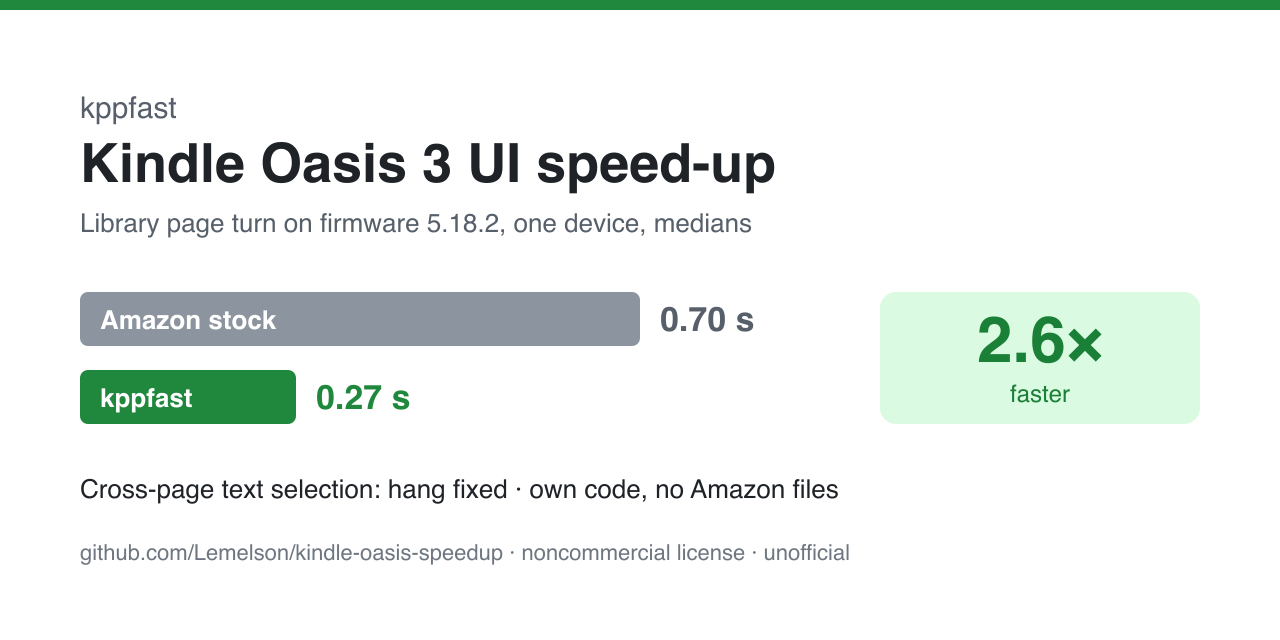 kppfast
Kindle Oasis 3 UI speed-up
Library page turn on firmware 5.18.2, one device, medians
Amazon stock
0.70 s
kppfast
0.27 s
2.6×
faster
Cross-page text selection: hang fixed · own code, no Amazon files
github.com/Lemelson/kindle-oasis-speedup · noncommercial license · unofficial